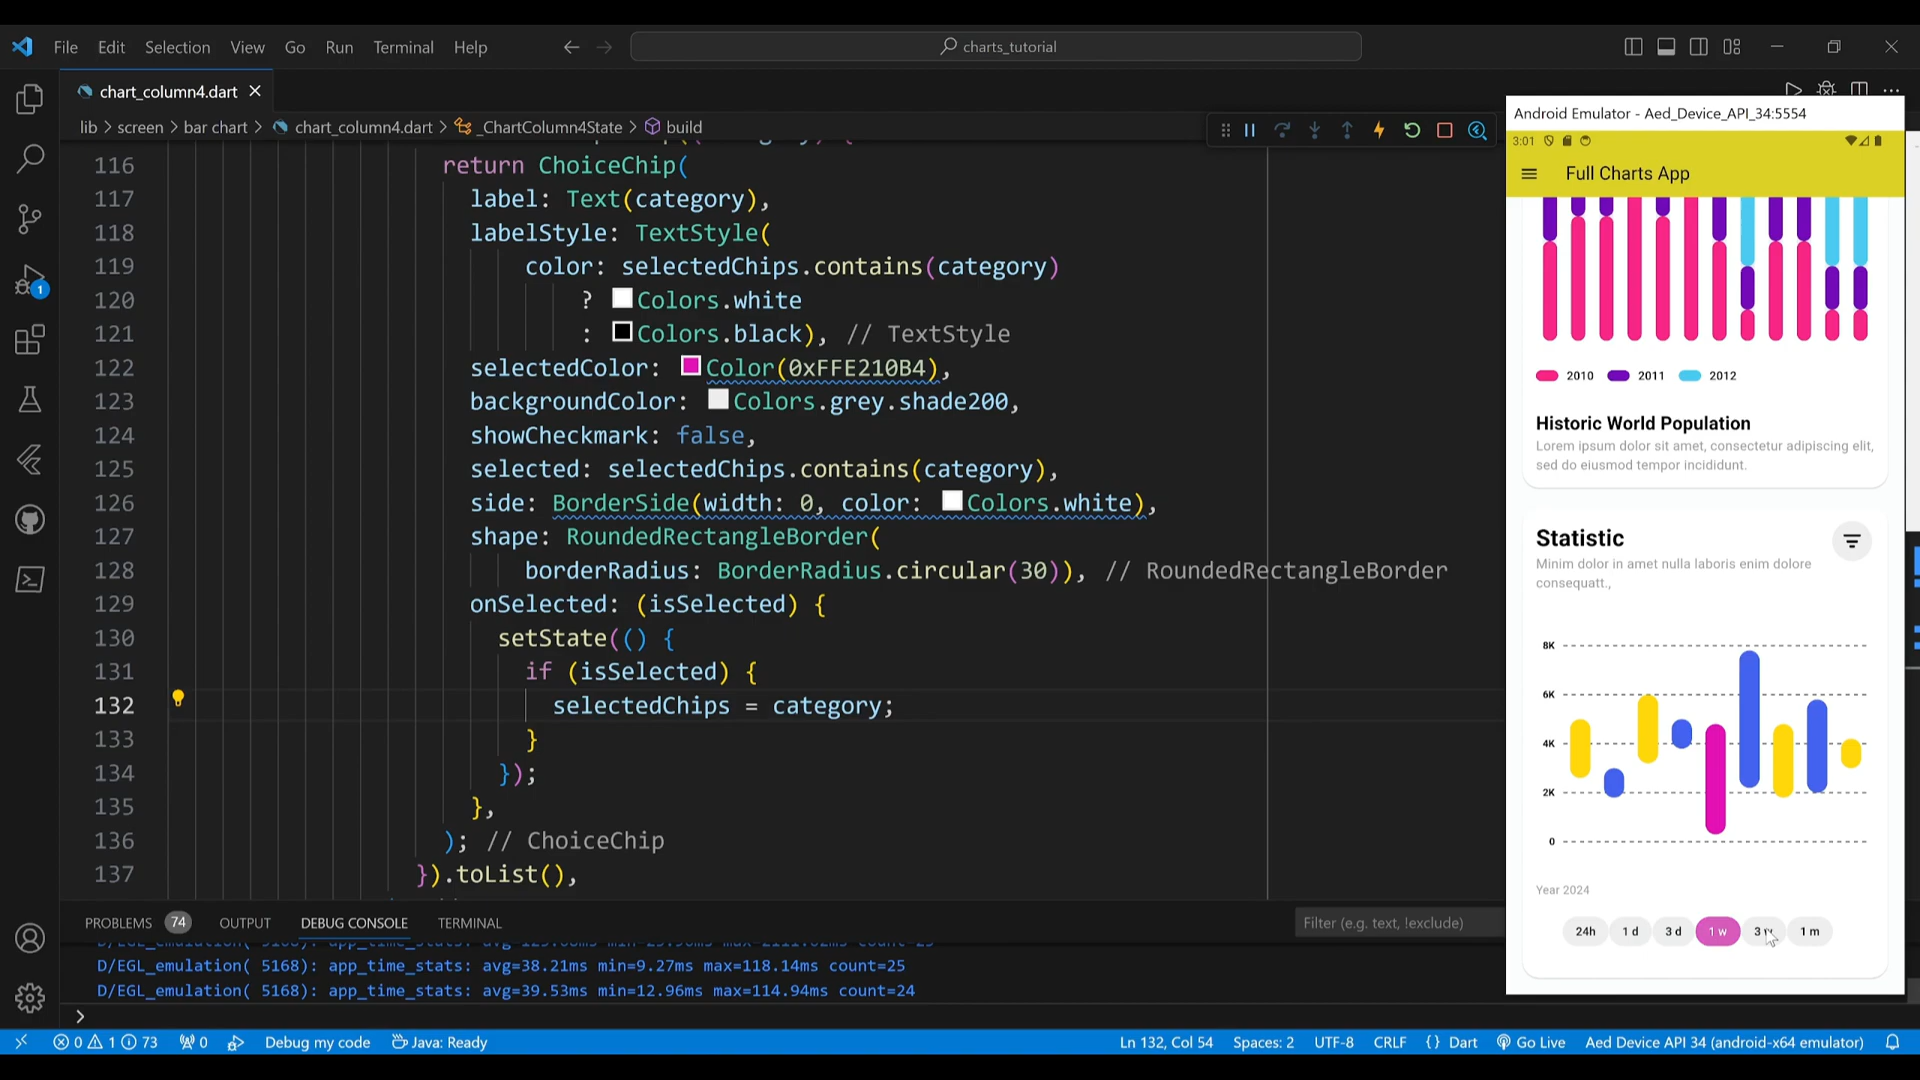 File Edit Selection View Go Run Terminal Help
charts_tutorial
chart_column4.dart
lib > screen > bar chart > chart_column4.dart > _ChartColumn4State > build
116 return ChoiceChip(
117 label: Text(category),
118 labelStyle: TextStyle(
119 color: selectedChips.contains(category)
120 ? Colors.white
121 : Colors.black), // TextStyle
122 selectedColor: Color(0xFFE210B4),
123 backgroundColor: Colors.grey.shade200,
124 showCheckmark: false,
125 selected: selectedChips.contains(category),
126 side: BorderSide(width: 0, color: Colors.white),
127 shape: RoundedRectangleBorder(
128 borderRadius: BorderRadius.circular(30)), // RoundedRectangleBorder
129 onSelected: (isSelected) {
130 setState(() {
131 if (isSelected) {
132 selectedChips = category;
133 }
134 });
135 },
136 ); // ChoiceChip
137 }).toList(),
1
PROBLEMS 74 OUTPUT DEBUG CONSOLE TERMINAL
Filter (e.g. text, !exclude)
D/EGL_emulation( 5168): app_time_stats: avg=38.21ms min=9.27ms max=118.14ms count=25
D/EGL_emulation( 5168): app_time_stats: avg=39.53ms min=12.96ms max=114.94ms count=24
>
0 1 73 0 Debug my code Java: Ready
Ln 132, Col 54 Spaces: 2 UTF-8 CRLF {} Dart Go Live Aed Device API 34 (android-x64 emulator)
Android Emulator - Aed_Device_API_34:5554
3:01
Full Charts App
2010 2011 2012
Historic World Population
Lorem ipsum dolor sit amet, consectetur adipiscing elit,
sed do eiusmod tempor incididunt.
Statistic
Minim dolor in amet nulla laboris enim dolore
consequatt.,
8K
6K
4K
2K
0
Year 2024
24h 1 d 3 d 1 w 3 1 m